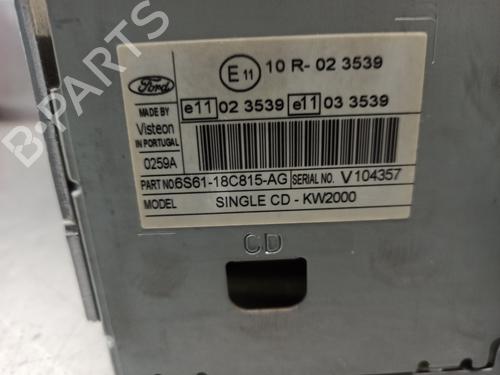 Ford
E11 10 R- 02 3539
e11 02 3539 e11 03 3539
MADE BY
Visteon
IN PORTUGAL
0259A
PART NO. 6S61-18C815-AG SERIAL NO. V 104357
MODEL SINGLE CD - KW2000
CD
B-PARTS